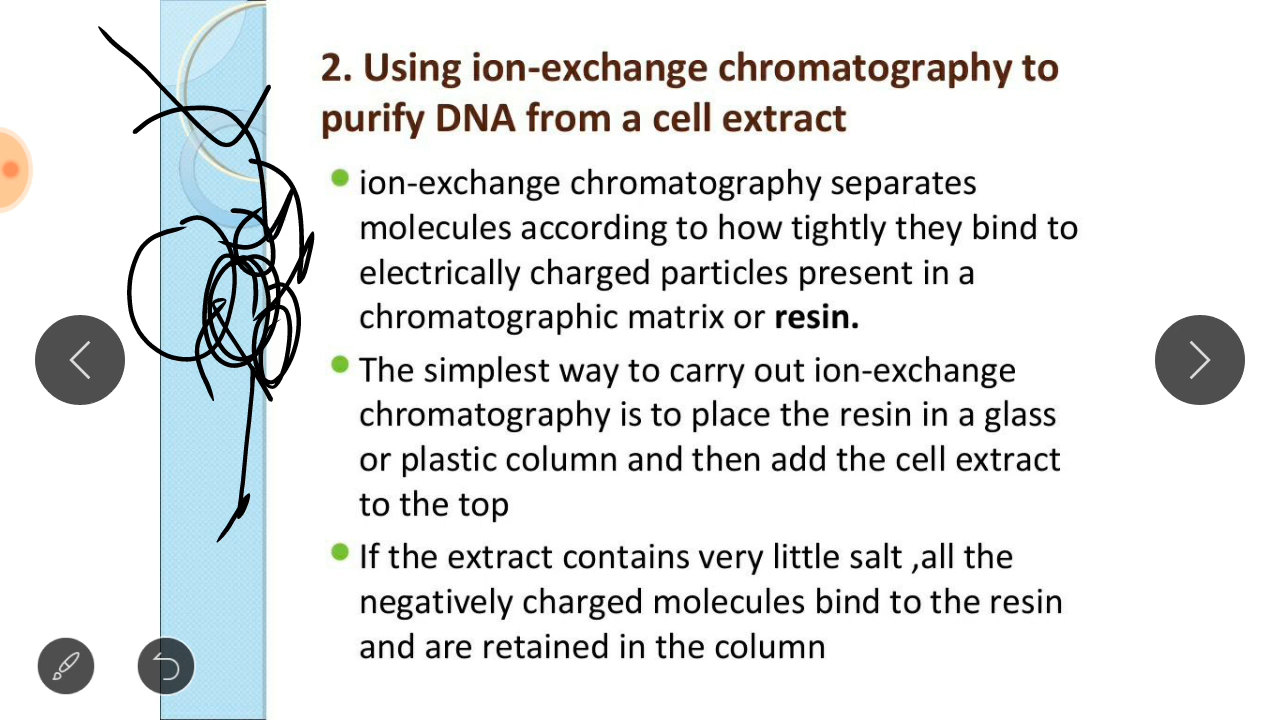 2. Using ion-exchange chromatography to
purify DNA from a cell extract
ion-exchange chromatography separates
molecules according to how tightly they bind to
electrically charged particles present in a
chromatographic matrix or resin.
The simplest way to carry out ion-exchange
chromatography is to place the resin in a glass
or plastic column and then add the cell extract
to the top
If the extract contains very little salt ,all the
negatively charged molecules bind to the resin
and are retained in the column